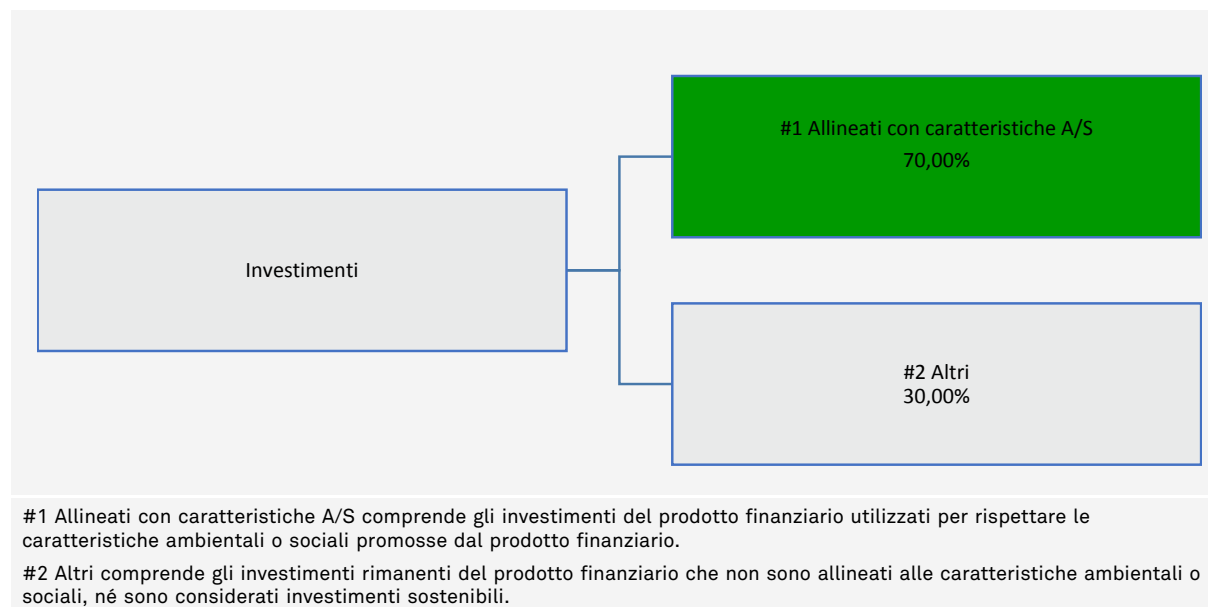 #1 Allineati con caratteristiche A/S
70,00%
Investimenti
#2 Altri
30,00%
#1 Allineati con caratteristiche A/S comprende gli investimenti del prodotto finanziario utilizzati per rispettare le
caratteristiche ambientali o sociali promosse dal prodotto finanziario.
#2 Altri comprende gli investimenti rimanenti del prodotto finanziario che non sono allineati alle caratteristiche ambientali o
sociali, né sono considerati investimenti sostenibili.